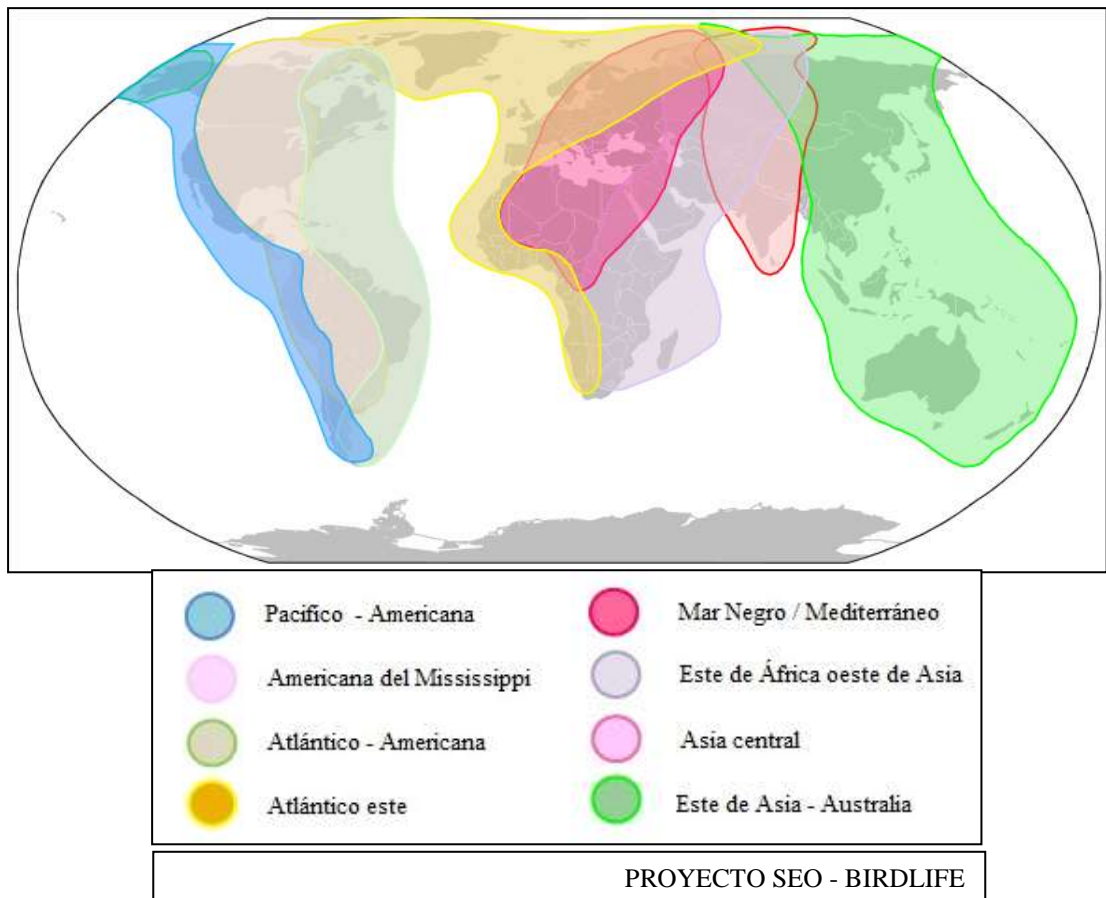 Pacífico - Americana
Americana del Mississippi
Atlántico - Americana
Atlántico este
Mar Negro / Mediterráneo
Este de África oeste de Asia
Asia central
Este de Asia - Australia
PROYECTO SEO - BIRDLIFE